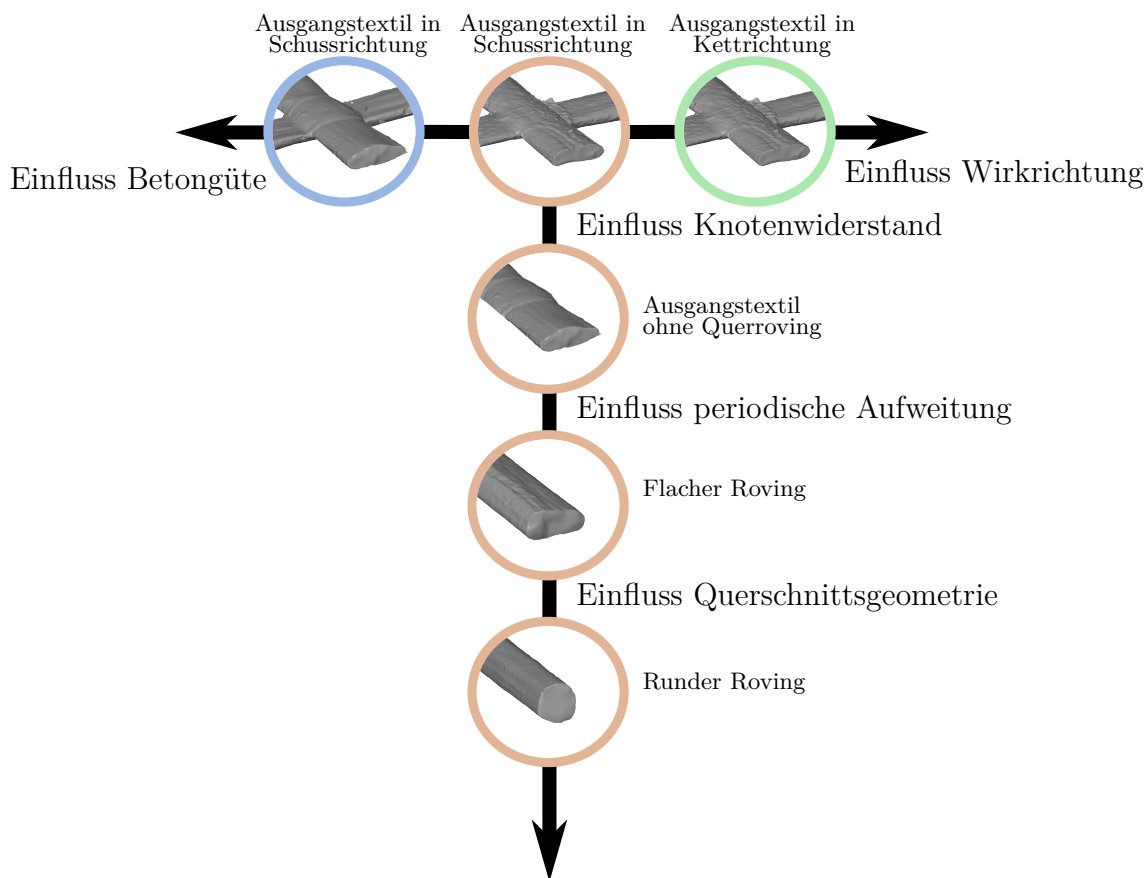 Ausgangstextil in
Schussrichtung
Ausgangstextil in
Schussrichtung
Ausgangstextil in
Kettrichtung
Einfluss Betongüte
Einfluss Wirkrichtung
Einfluss Knotenwiderstand
Ausgangstextil
ohne Querroving
Einfluss periodische Aufweitung
Flacher Roving
Einfluss Querschnittsgeometrie
Runder Roving